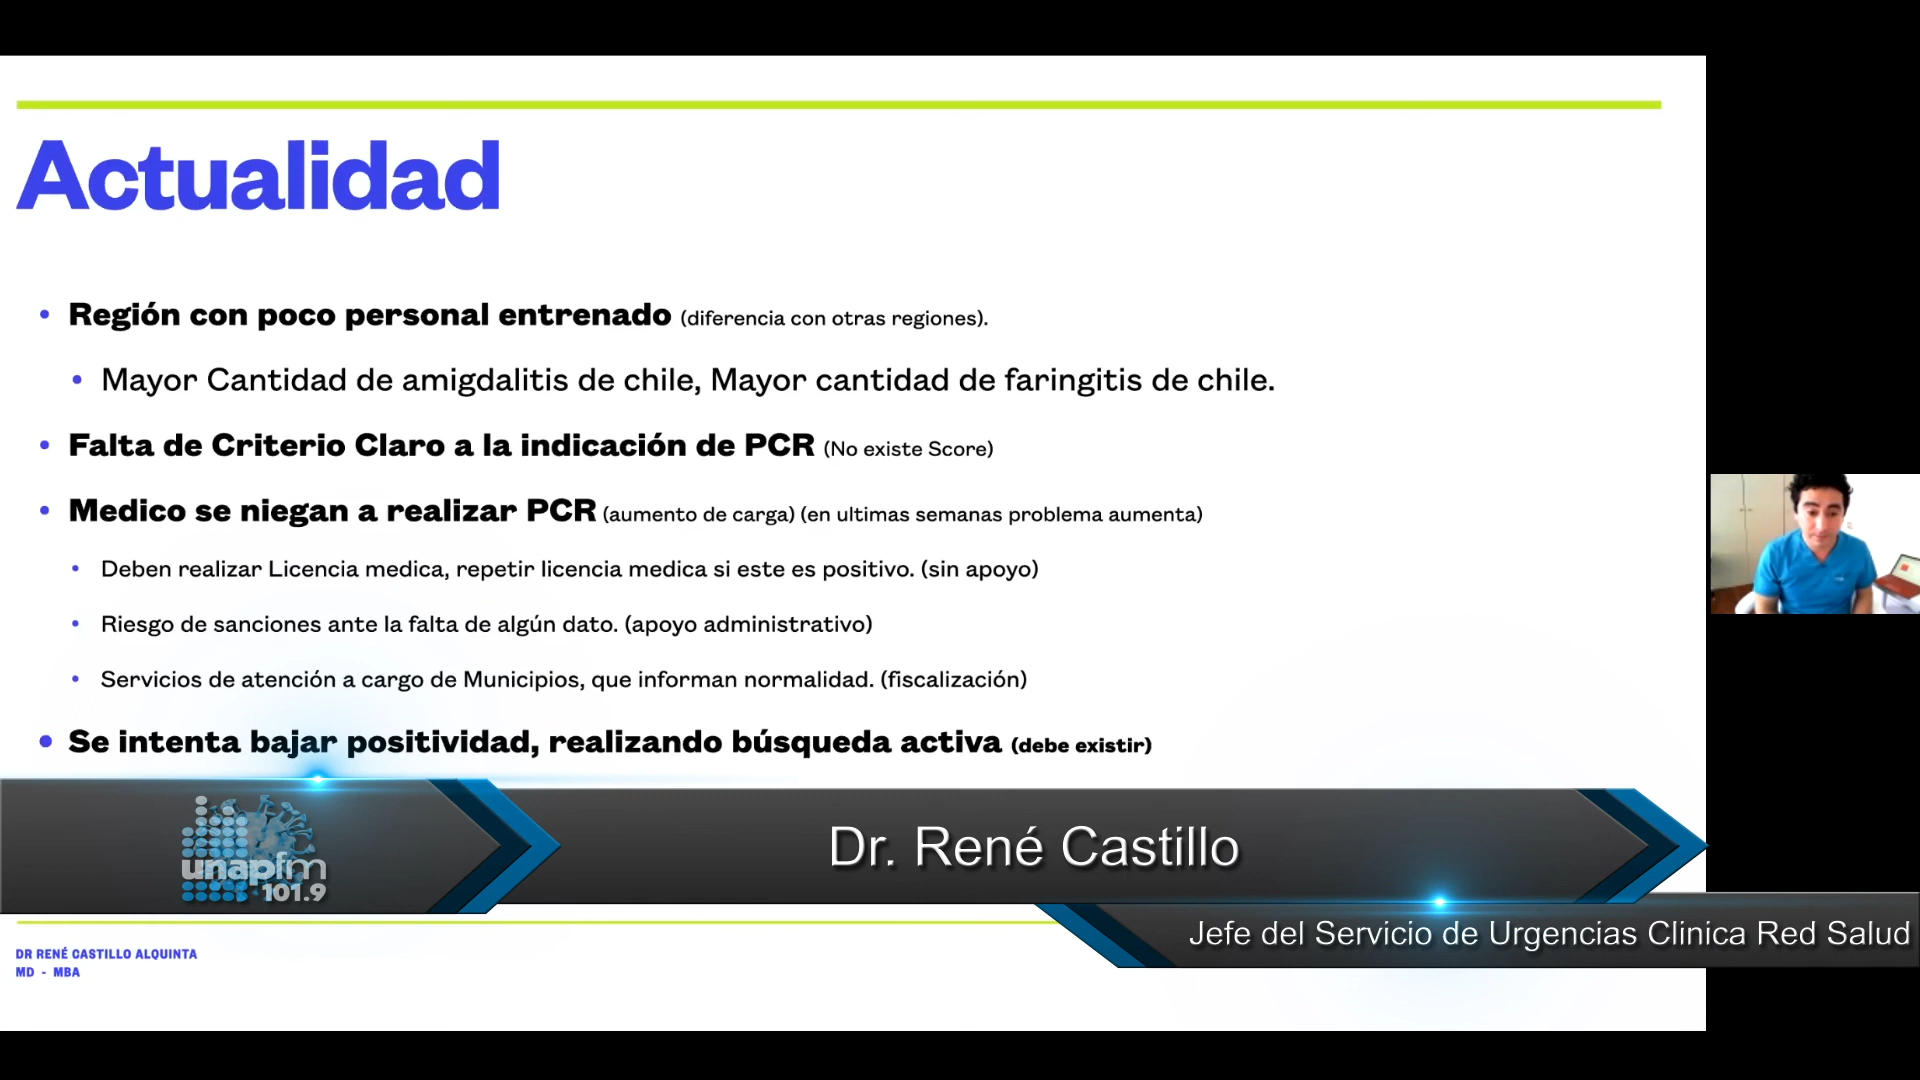 Actualidad
• Región con poco personal entrenado (diferencia con otras regiones).
• Mayor Cantidad de amigdalitis de chile, Mayor cantidad de faringitis de chile.
• Falta de Criterio Claro a la indicación de PCR (No existe Score)
• Medico se niegan a realizar PCR (aumento de carga) (en ultimas semanas problema aumenta)
• Deben realizar Licencia medica, repetir licencia medica si este es positivo. (sin apoyo)
• Riesgo de sanciones ante la falta de algún dato. (apoyo administrativo)
• Servicios de atención a cargo de Municipios, que informan normalidad. (fiscalización)
• Se intenta bajar positividad, realizando búsqueda activa (debe existir)
unapfm
101.9
Dr. René Castillo
Jefe del Servicio de Urgencias Clinica Red Salud
DR RENÉ CASTILLO ALQUINTA
MD - MBA